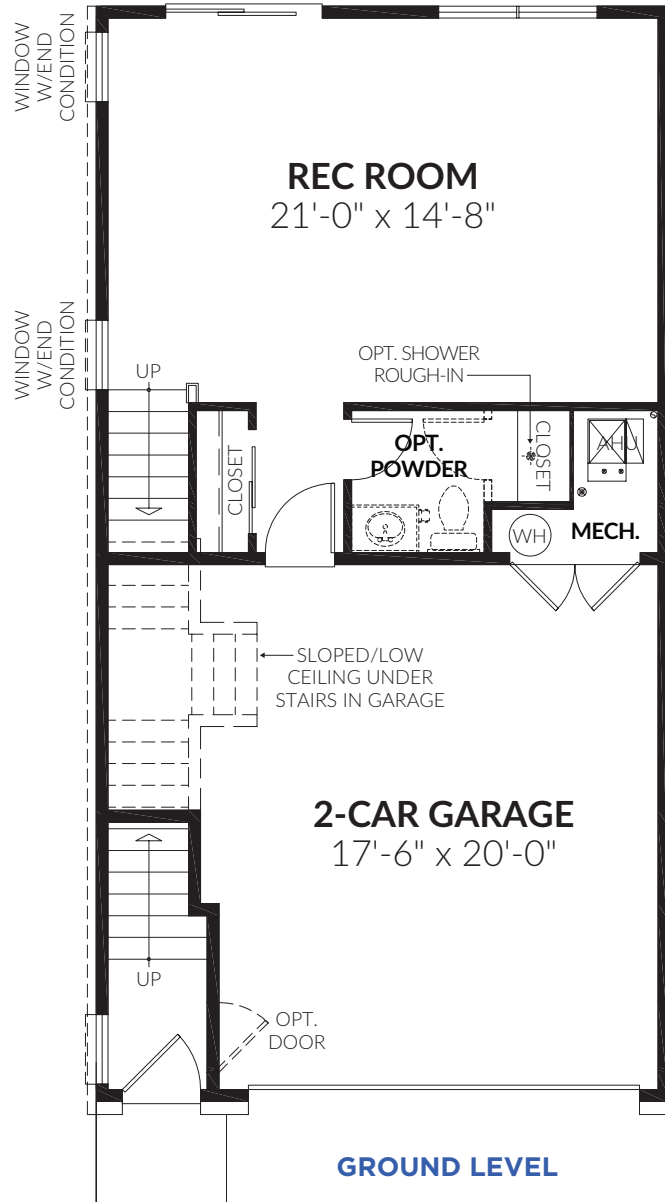 WINDOW
W/END
CONDITION
REC ROOM
21'-0" x 14'-8"
WINDOW
W/END
CONDITION
UP
OPT. SHOWER
ROUGH-IN
CLOSET
OPT.
POWDER
CLOSET
AHU
WH
MECH.
SLOPED/LOW
CEILING UNDER
STAIRS IN GARAGE
2-CAR GARAGE
17'-6" x 20'-0"
UP
OPT.
DOOR
GROUND LEVEL